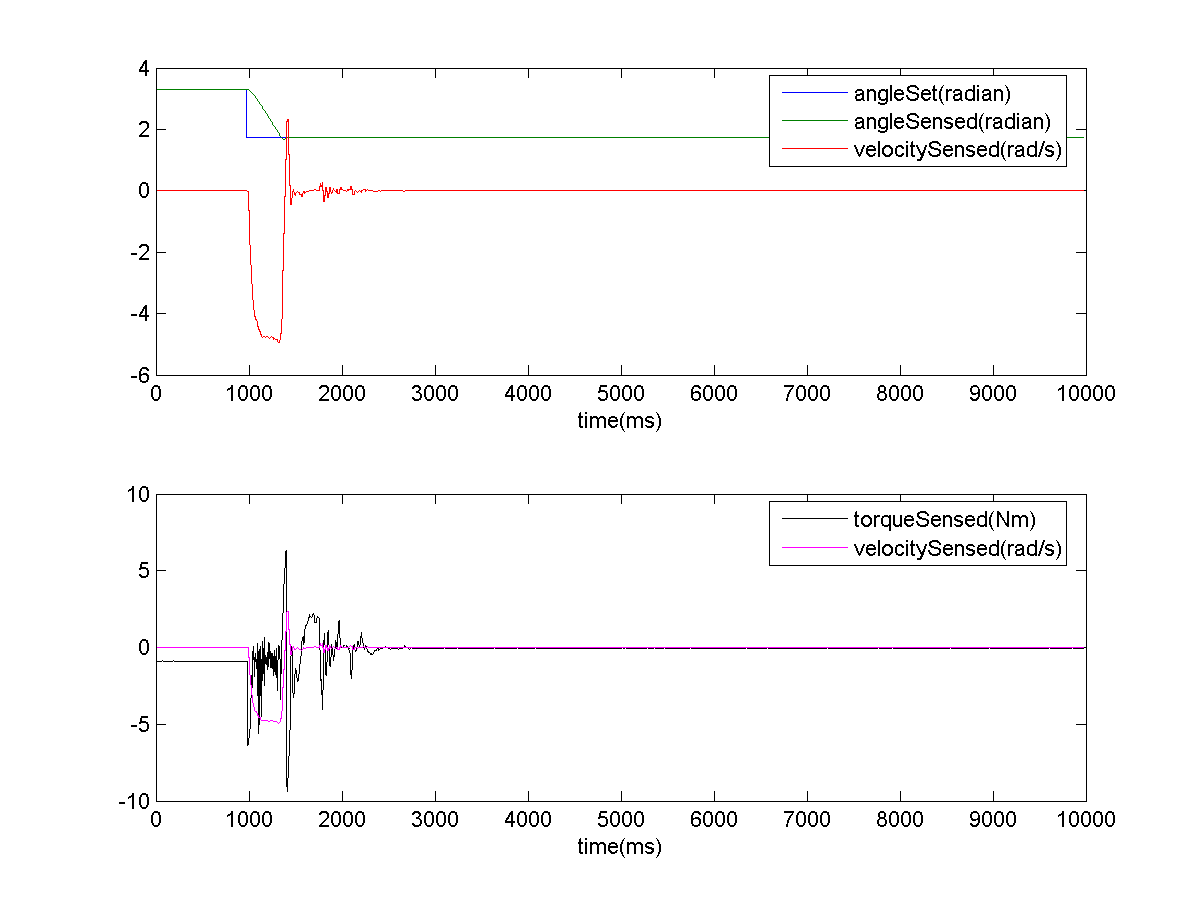 4
angleSet(radian)
angleSensed(radian)
velocitySensed(rad/s)
2
0
-2
-4
-6
0 1000 2000 3000 4000 5000 6000 7000 8000 9000 10000
time(ms)
10
torqueSensed(Nm)
velocitySensed(rad/s)
5
0
-5
-10
0 1000 2000 3000 4000 5000 6000 7000 8000 9000 10000
time(ms)